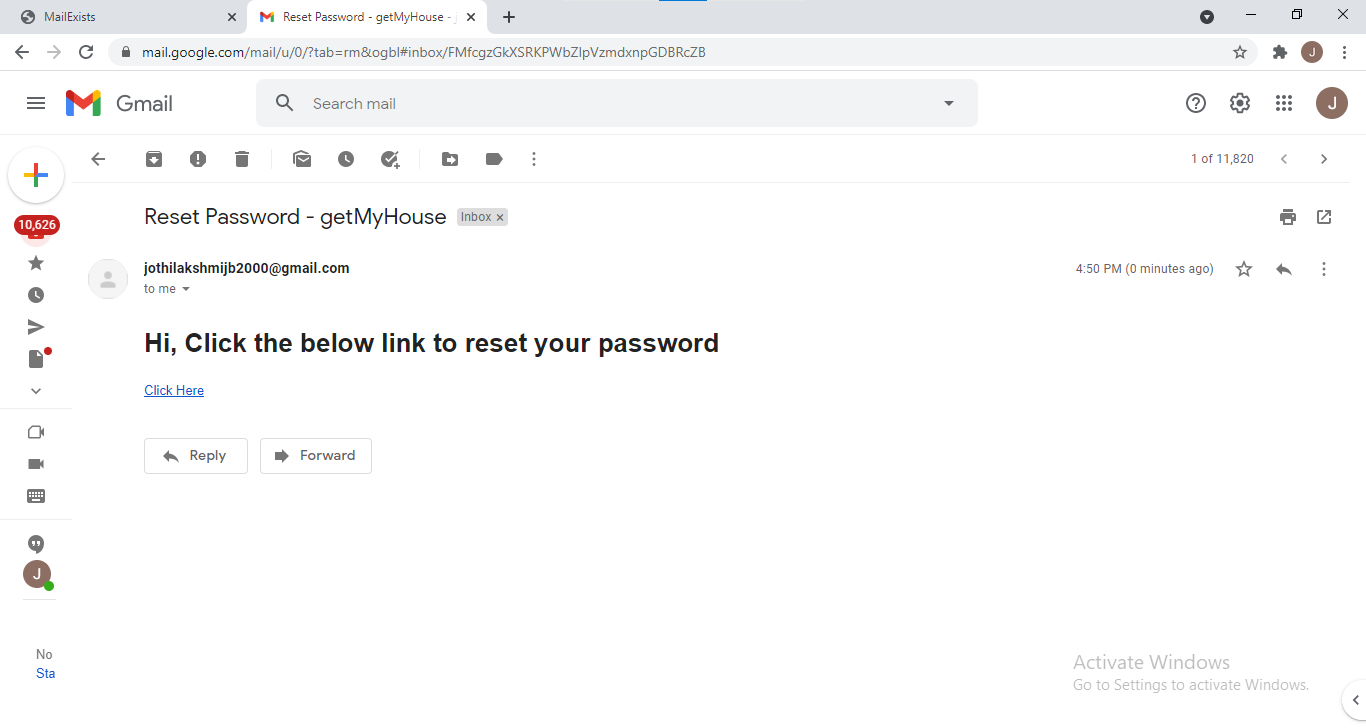 MailExists
Reset Password - getMyHouse -
mail.google.com/mail/u/0/?tab=rm&ogbl#inbox/FMfcgzGkXSRKPWbZlpVzmdxnpGDBRcZB
J
Gmail
Search mail
J
1 of 11,820
Reset Password - getMyHouse
Inbox x
10,626
jothilakshmijb2000@gmail.com
4:50 PM (0 minutes ago)
to me
Hi, Click the below link to reset your password
Click Here
Reply
Forward
J
No
Sta
Activate Windows
Go to Settings to activate Windows.